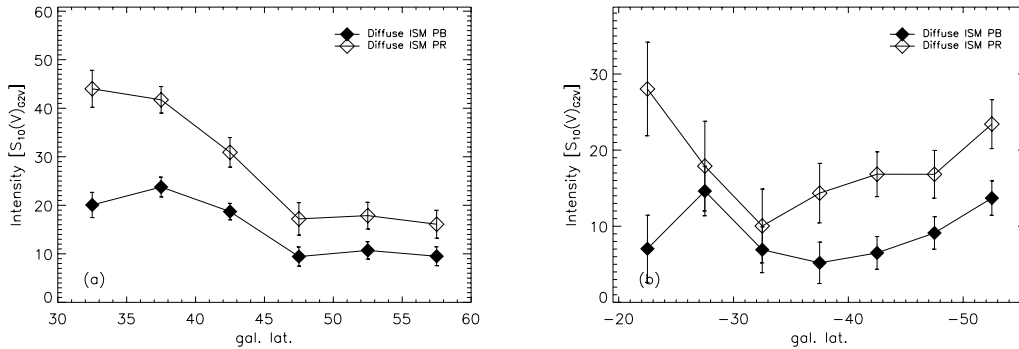 60
50
40
30
20
10
0
Intensity [S10(V)G2V]
Diffuse ISM PB
Diffuse ISM PR
(a)
30 35 40 45 50 55 60
gal. lat.
30
20
10
0
Intensity [S10(V)G2V]
Diffuse ISM PB
Diffuse ISM PR
(b)
−20 −30 −40 −50
gal. lat.